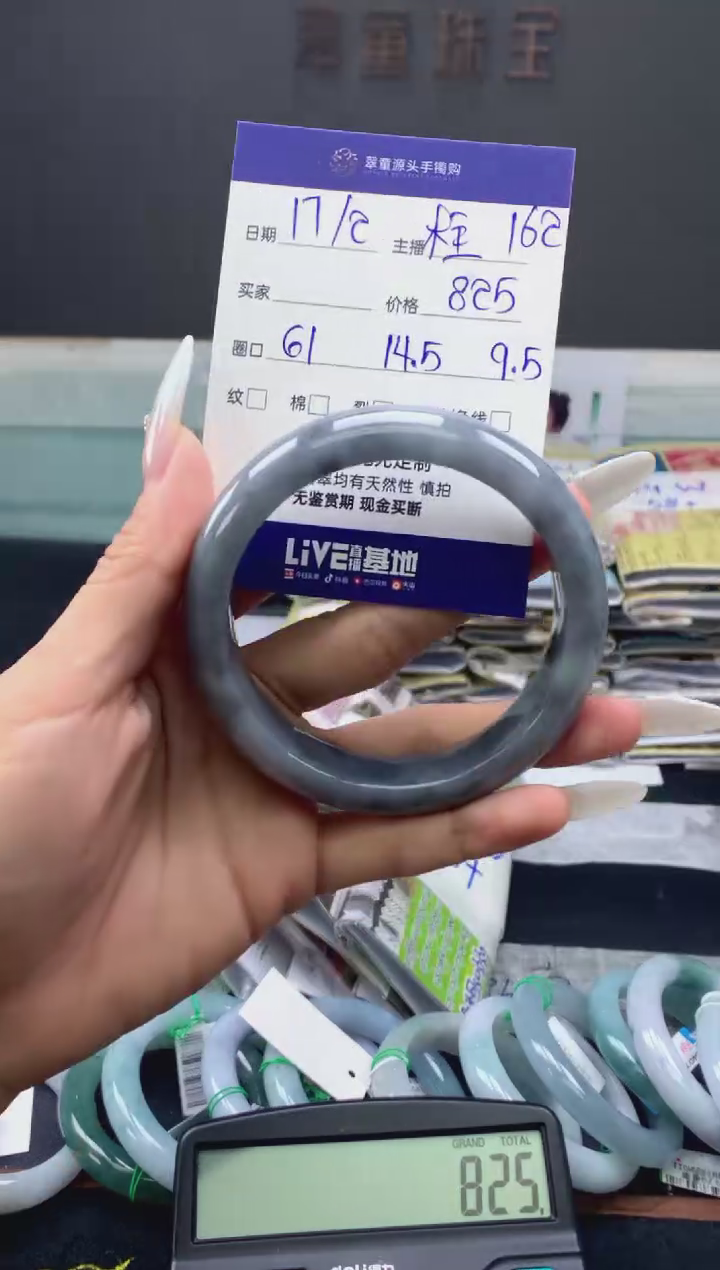 童珠宝
翠童源头手镯购
日期 17/2 主播 162
买家 价格 825
圈口 61 14.5 9.5
纹 棉
定制
翠均有天然性 慎拍
无鉴赏期 现金买断
LiVE直播基地
GRAND TOTAL
825.
deli